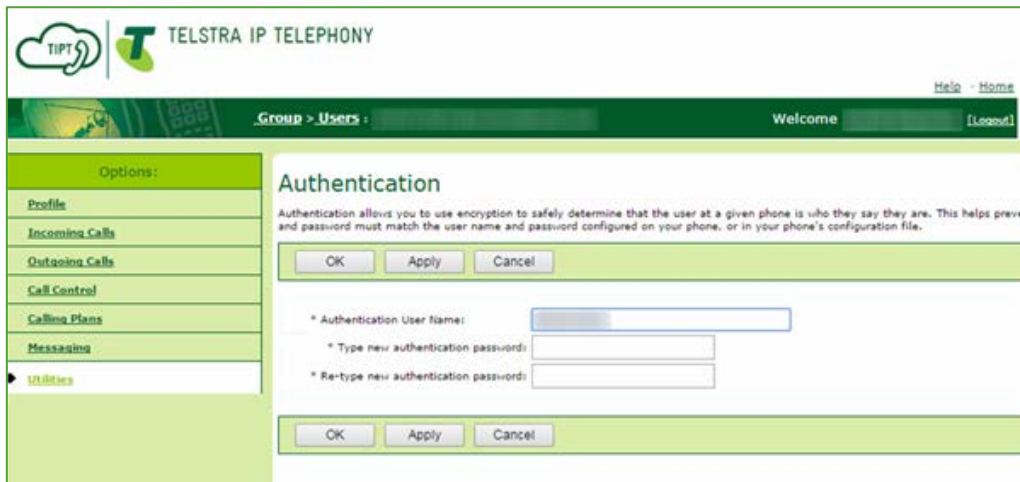 TIPT
TELSTRA IP TELEPHONY
Help - Home
Group > Users :
Welcome
[Logout]
Options:
Profile
Incoming Calls
Outgoing Calls
Call Control
Calling Plans
Messaging
Utilities
Authentication
Authentication allows you to use encryption to safely determine that the user at a given phone is who they say they are. This helps
and password must match the user name and password configured on your phone, or in your phone's configuration file.
OK Apply Cancel
* Authentication User Name:
* Type new authentication password:
* Re-type new authentication password:
OK Apply Cancel